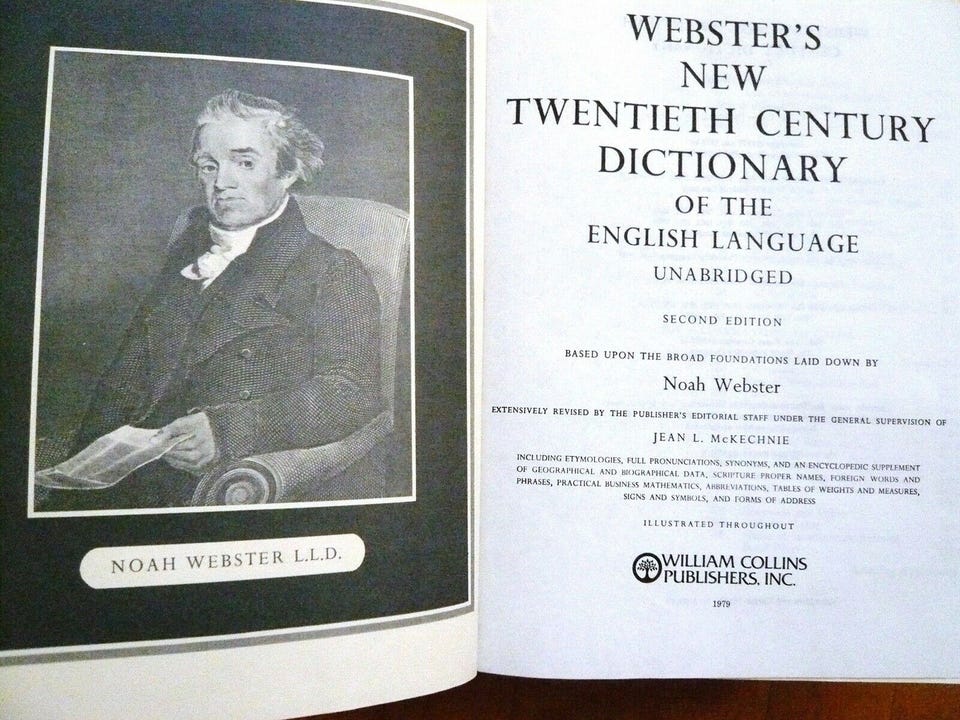 NOAH WEBSTER L.L.D.
WEBSTER'S
NEW
TWENTIETH CENTURY
DICTIONARY
OF THE
ENGLISH LANGUAGE
UNABRIDGED
SECOND EDITION
BASED UPON THE BROAD FOUNDATIONS LAID DOWN BY
Noah Webster
EXTENSIVELY REVISED BY THE PUBLISHER'S EDITORIAL STAFF UNDER THE GENERAL SUPERVISION OF
JEAN L. McKECHNIE
INCLUDING ETYMOLOGIES, FULL PRONUNCIATIONS, SYNONYMS, AND AN ENCYCLOPEDIC SUPPLEMENT
OF GEOGRAPHICAL AND BIOGRAPHICAL DATA, SCRIPTURE PROPER NAMES, FOREIGN WORDS AND
PHRASES, PRACTICAL BUSINESS MATHEMATICS, ABBREVIATIONS, TABLES OF WEIGHTS AND MEASURES,
SIGNS AND SYMBOLS, AND FORMS OF ADDRESS
ILLUSTRATED THROUGHOUT
WILLIAM COLLINS
PUBLISHERS, INC.
1979